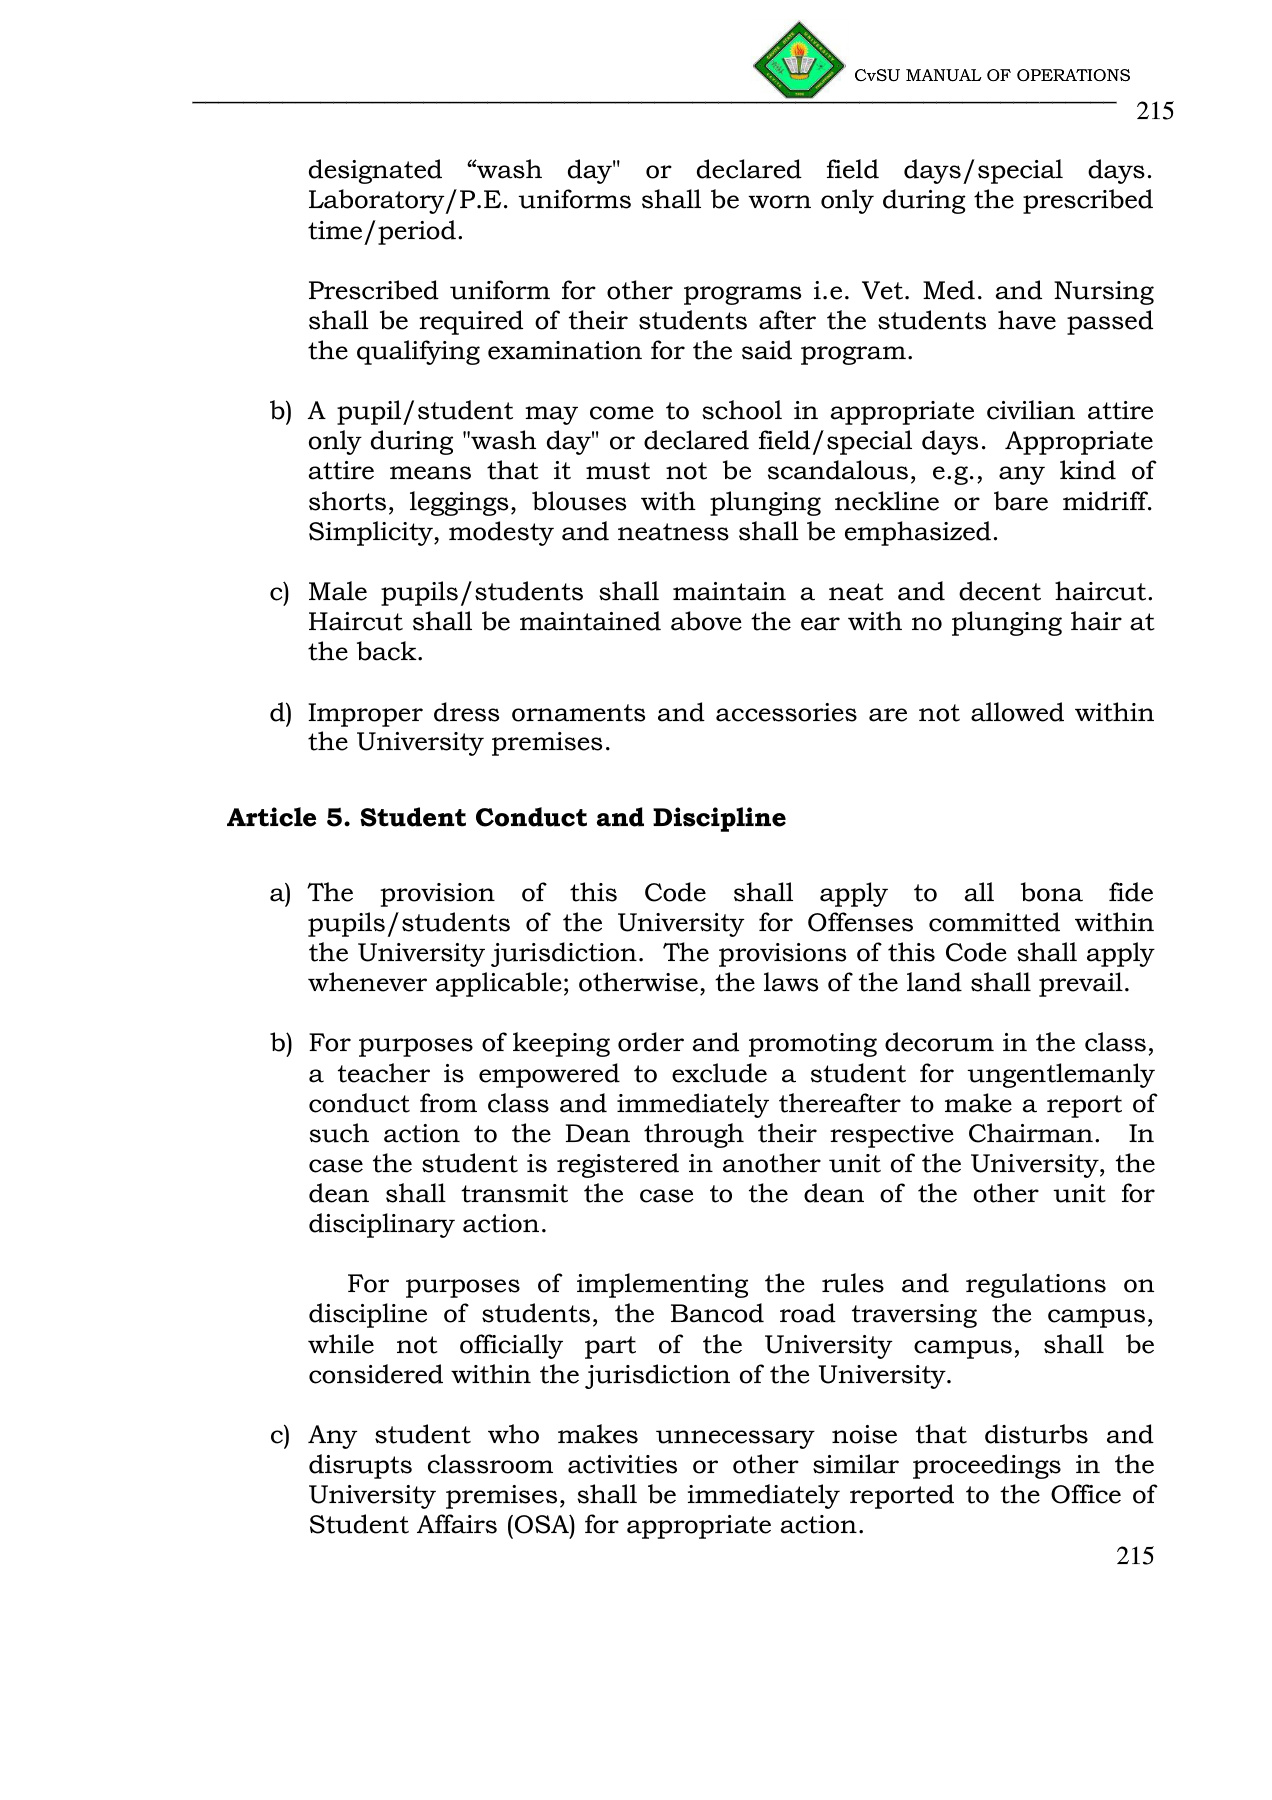 CvSU MANUAL OF OPERATIONS
215
designated “wash day" or declared field days/special days.
Laboratory/P.E. uniforms shall be worn only during the prescribed
time/period.
Prescribed uniform for other programs i.e. Vet. Med. and Nursing
shall be required of their students after the students have passed
the qualifying examination for the said program.
b) A pupil/student may come to school in appropriate civilian attire
only during "wash day" or declared field/special days. Appropriate
attire means that it must not be scandalous, e.g., any kind of
shorts, leggings, blouses with plunging neckline or bare midriff.
Simplicity, modesty and neatness shall be emphasized.
c) Male pupils/students shall maintain a neat and decent haircut.
Haircut shall be maintained above the ear with no plunging hair at
the back.
d) Improper dress ornaments and accessories are not allowed within
the University premises.
Article 5. Student Conduct and Discipline
a) The provision of this Code shall apply to all bona fide
pupils/students of the University for Offenses committed within
the University jurisdiction. The provisions of this Code shall apply
whenever applicable; otherwise, the laws of the land shall prevail.
b) For purposes of keeping order and promoting decorum in the class,
a teacher is empowered to exclude a student for ungentlemanly
conduct from class and immediately thereafter to make a report of
such action to the Dean through their respective Chairman. In
case the student is registered in another unit of the University, the
dean shall transmit the case to the dean of the other unit for
disciplinary action.
For purposes of implementing the rules and regulations on
discipline of students, the Bancod road traversing the campus,
while not officially part of the University campus, shall be
considered within the jurisdiction of the University.
c) Any student who makes unnecessary noise that disturbs and
disrupts classroom activities or other similar proceedings in the
University premises, shall be immediately reported to the Office of
Student Affairs (OSA) for appropriate action.
215